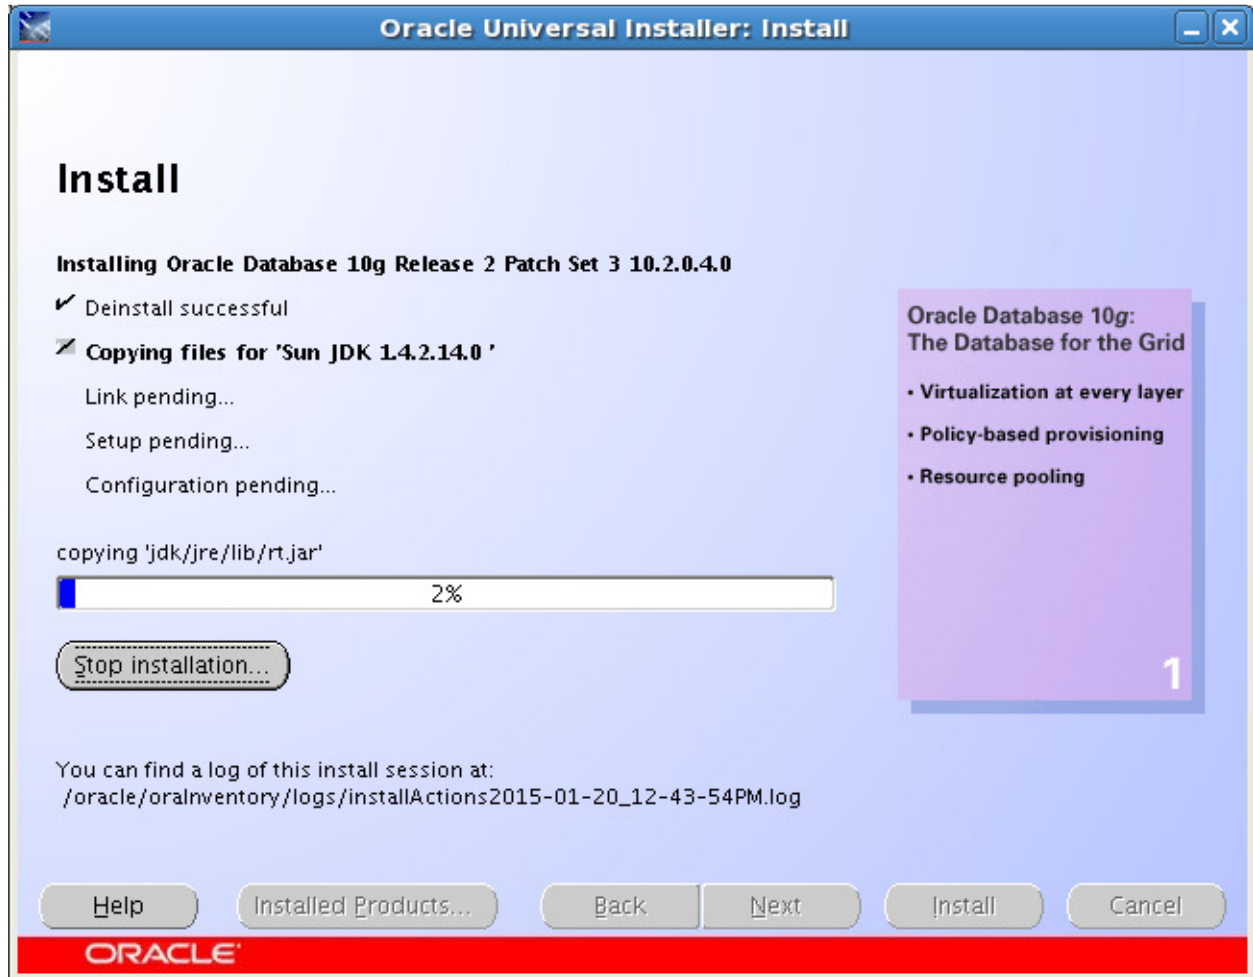 Oracle Universal Installer: Install
Install
Installing Oracle Database 10g Release 2 Patch Set 3 10.2.0.4.0
Deinstall successful
Copying files for 'Sun JDK 1.4.2.14.0 '
Link pending...
Setup pending...
Configuration pending...
copying 'jdk/jre/lib/rt.jar'
2%
Stop installation...
You can find a log of this install session at:
/oracle/oraInventory/logs/installActions2015-01-20_12-43-54PM.log
Oracle Database 10g:
The Database for the Grid
• Virtualization at every layer
• Policy-based provisioning
• Resource pooling
1
Help
Installed Products...
Back
Next
Install
Cancel
ORACLE